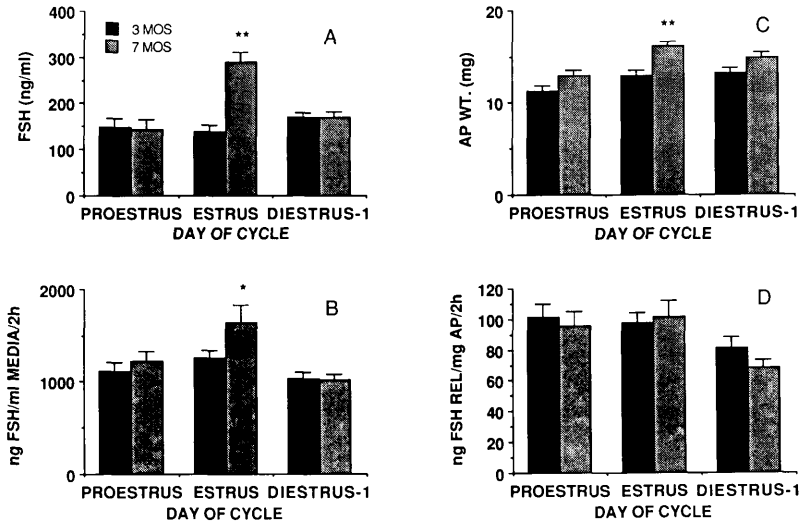 A
3 MOS
7 MOS
**
400
300
200
100
0
FSH (ng/ml)
PROESTRUS ESTRUS DIESTRUS-1
DAY OF CYCLE
C
**
20
10
0
AP WT. (mg)
PROESTRUS ESTRUS DIESTRUS-1
DAY OF CYCLE
B
*
2000
1000
0
ng FSH/ml MEDIA/2h
PROESTRUS ESTRUS DIESTRUS-1
DAY OF CYCLE
D
120
100
80
60
40
20
0
ng FSH REL/mg AP/2h
PROESTRUS ESTRUS DIESTRUS-1
DAY OF CYCLE